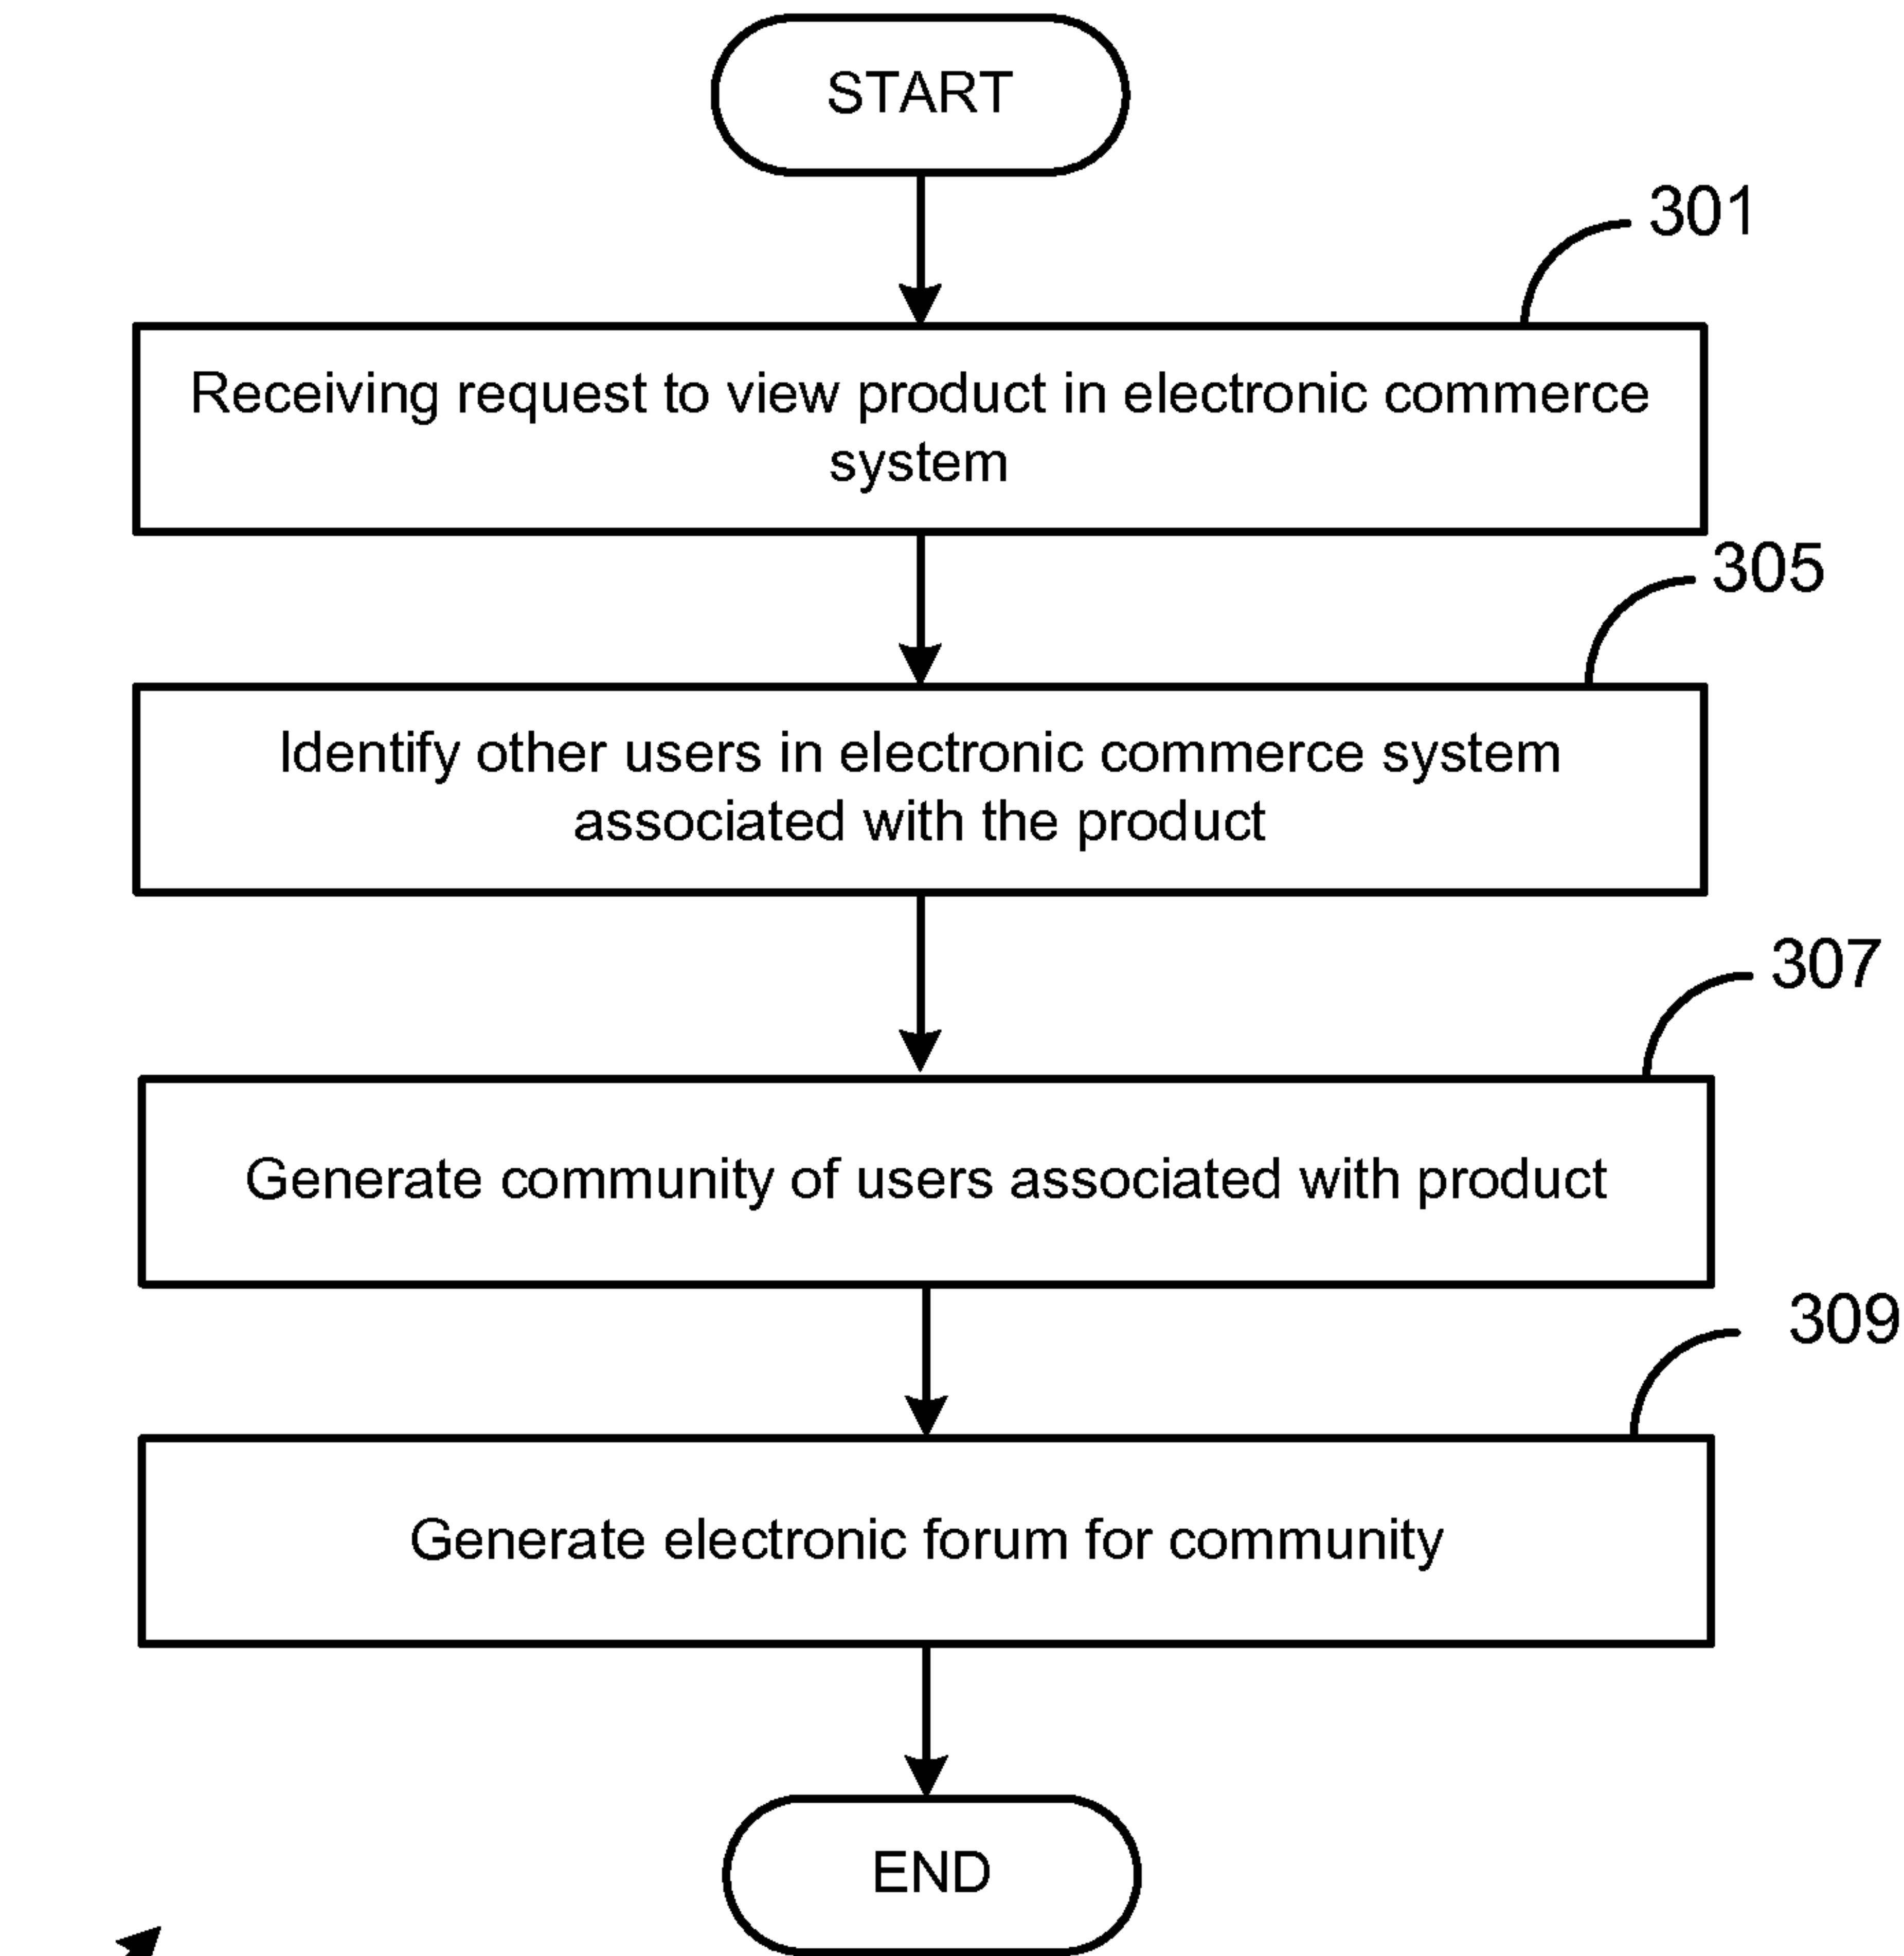 START
301
Receiving request to view product in electronic commerce
system
305
Identify other users in electronic commerce system
associated with the product
307
Generate community of users associated with product
309
Generate electronic forum for community
END